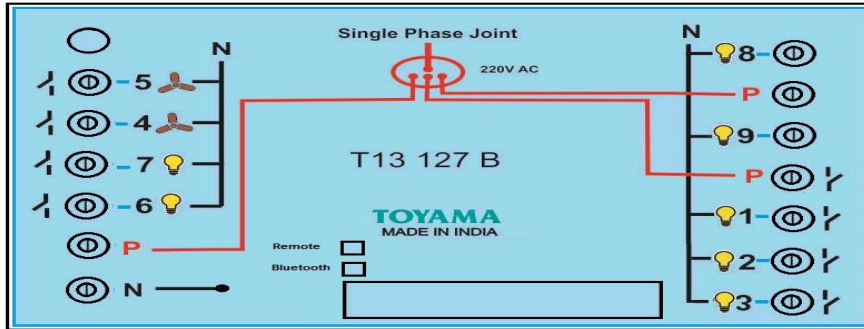 Single Phase Joint
220V AC
N
5
4
7
6
P
N
T13 127 B
TOYAMA
MADE IN INDIA
Remote
Bluetooth
N
8
P
9
P
1
2
3